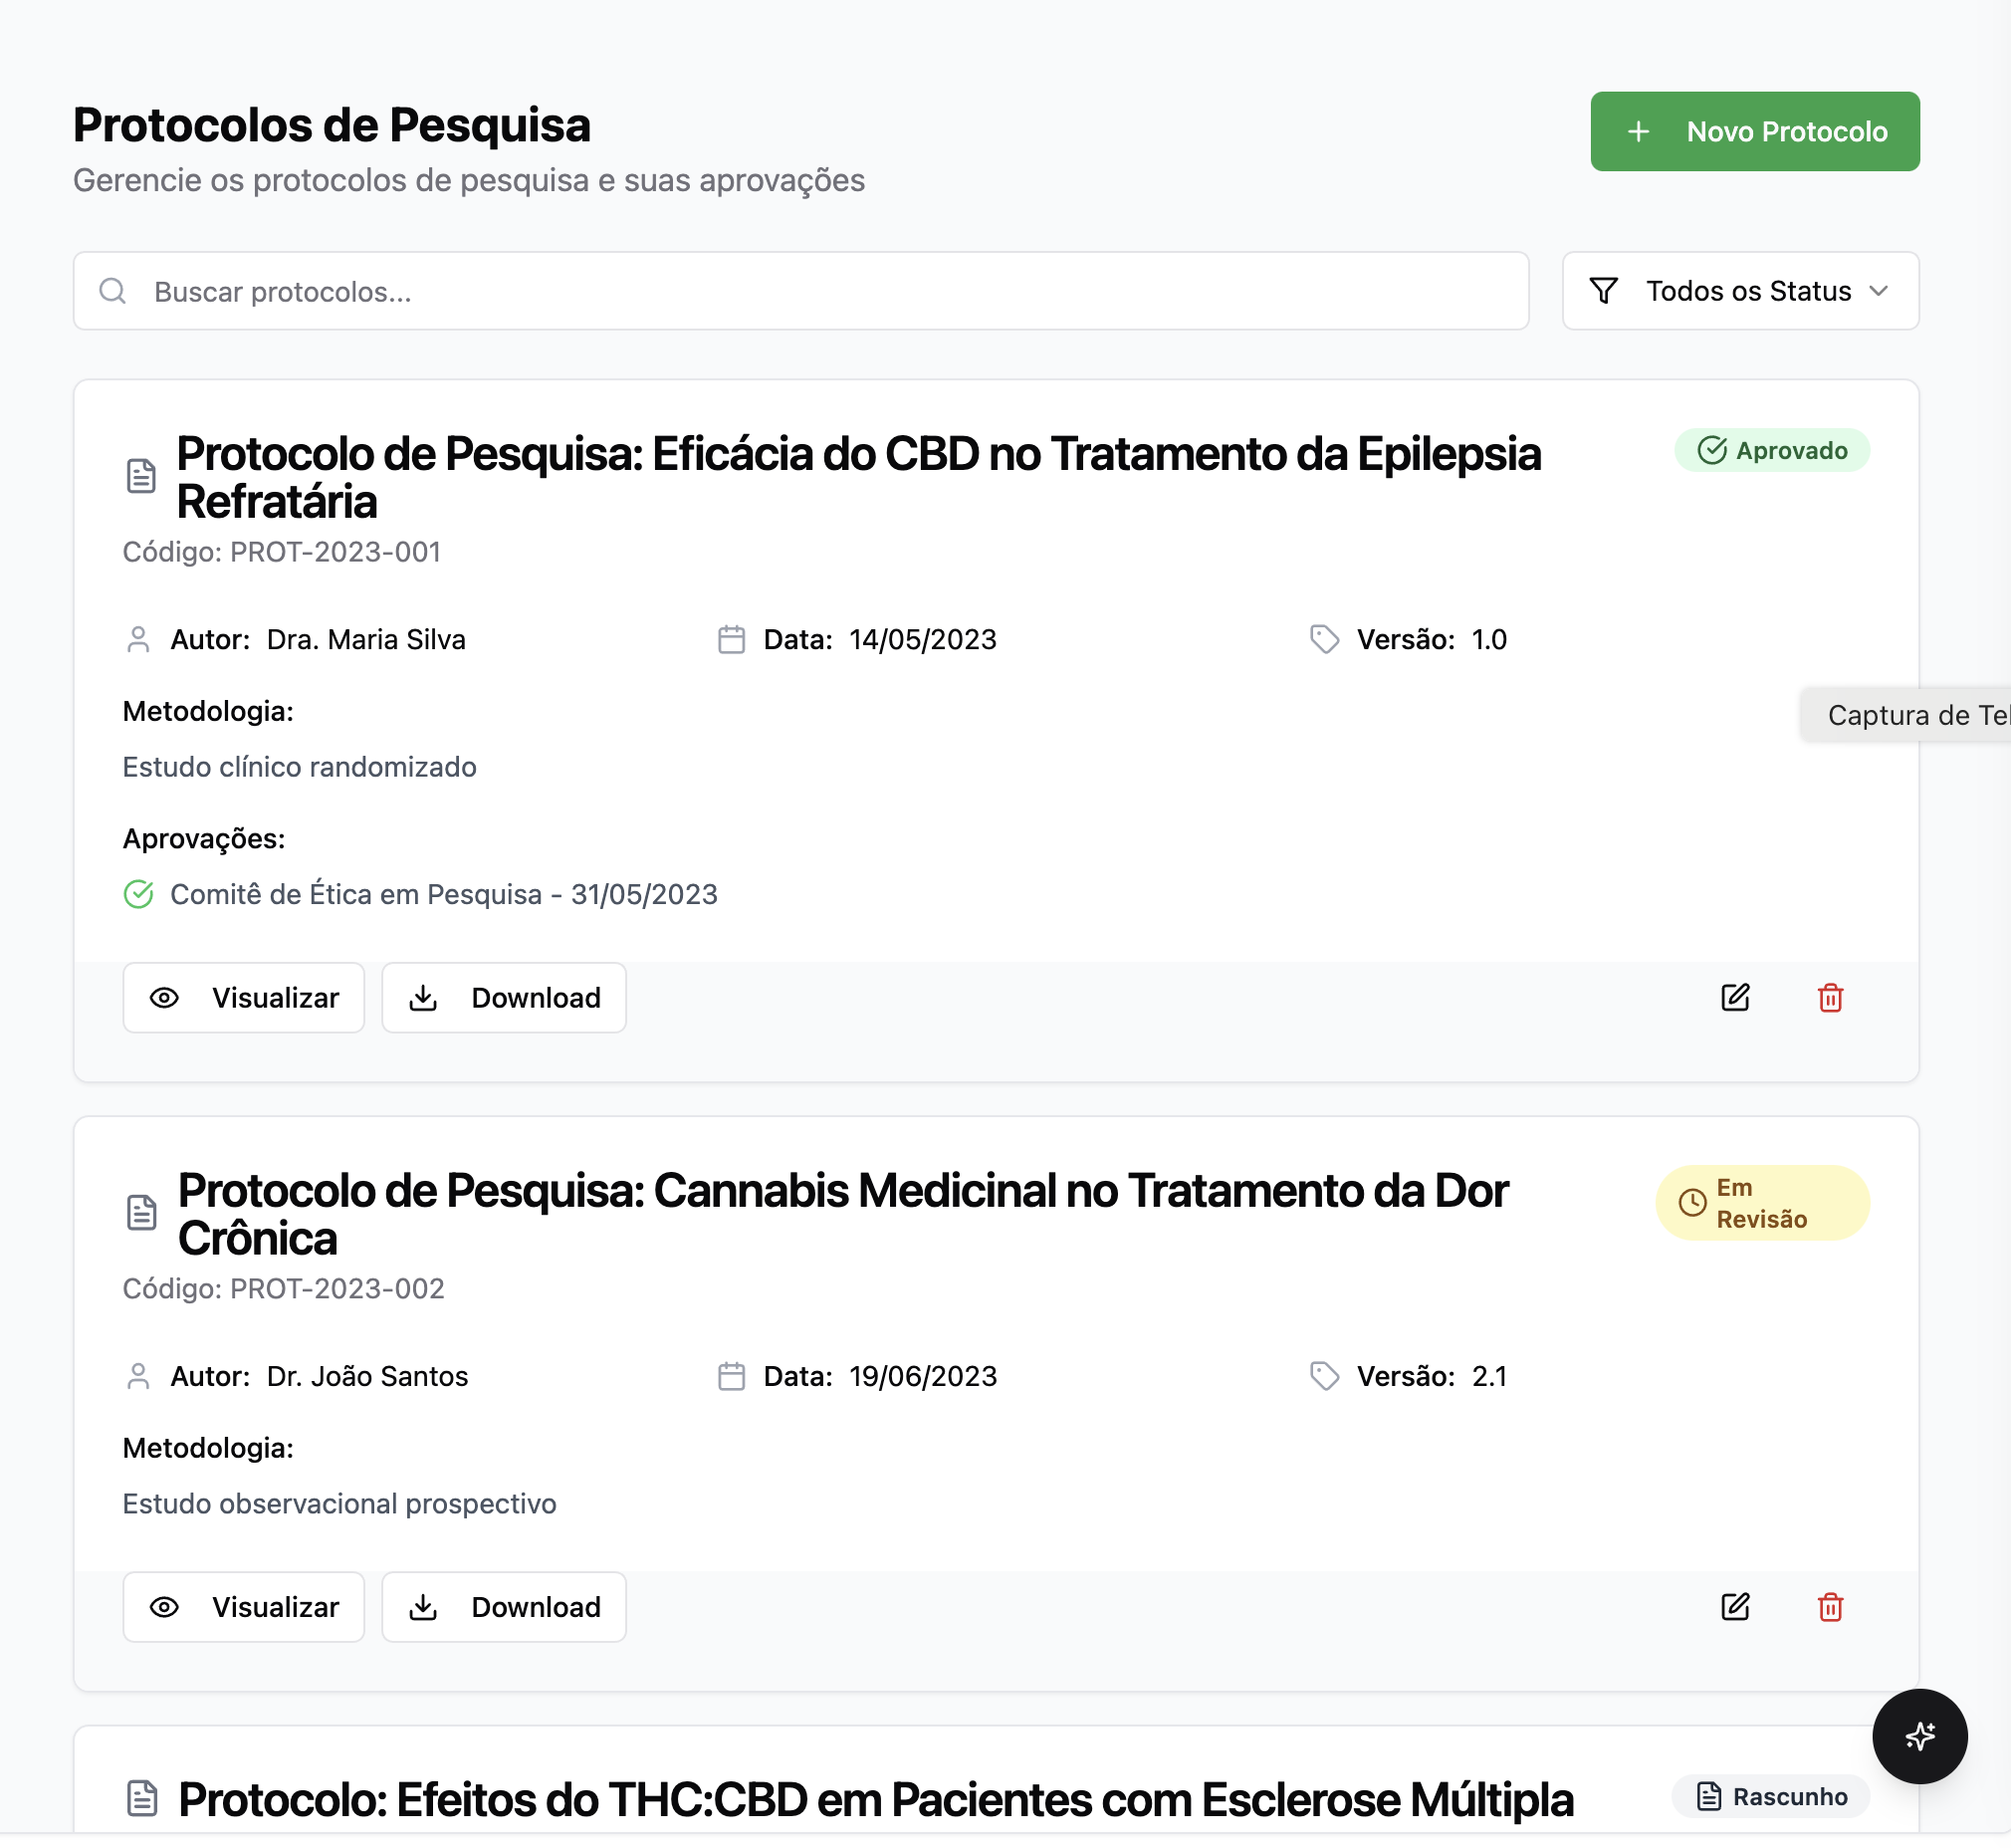 Protocolos de Pesquisa
Gerencie os protocolos de pesquisa e suas aprovações
+ Novo Protocolo
Buscar protocolos...
Todos os Status
Protocolo de Pesquisa: Eficácia do CBD no Tratamento da Epilepsia
Refratária
Aprovado
Código: PROT-2023-001
Autor: Dra. Maria Silva
Data: 14/05/2023
Versão: 1.0
Metodologia:
Captura de Tel
Estudo clínico randomizado
Aprovações:
Comitê de Ética em Pesquisa - 31/05/2023
Visualizar
Download
Protocolo de Pesquisa: Cannabis Medicinal no Tratamento da Dor
Crônica
Em
Revisão
Código: PROT-2023-002
Autor: Dr. João Santos
Data: 19/06/2023
Versão: 2.1
Metodologia:
Estudo observacional prospectivo
Visualizar
Download
Protocolo: Efeitos do THC:CBD em Pacientes com Esclerose Múltipla
Rascunho